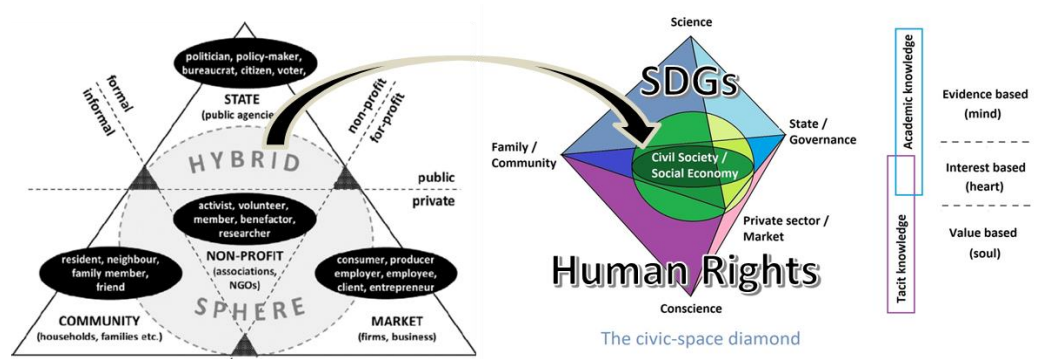 politician, policy-maker,
bureaucrat, citizen, voter,
STATE
(public agencies
formal
informal
non-profit
for-profit
HYBRID
public
private
activist, volunteer,
member, benefactor,
researcher
NON-PROFIT
(associations,
NGOs)
resident, neighbour,
family member,
friend
consumer, producer
employer, employee,
client, entrepreneur
SPHERE
COMMUNITY
(households, families etc.)
MARKET
(firms, business)
Science
SDGs
State /
Governance
Family /
Community
Civil Society /
Social Economy
Private sector /
Market
Human Rights
Conscience
The civic-space diamond
Academic knowledge
Tacit knowledge
Evidence based
(mind)
Interest based
(heart)
Value based
(soul)